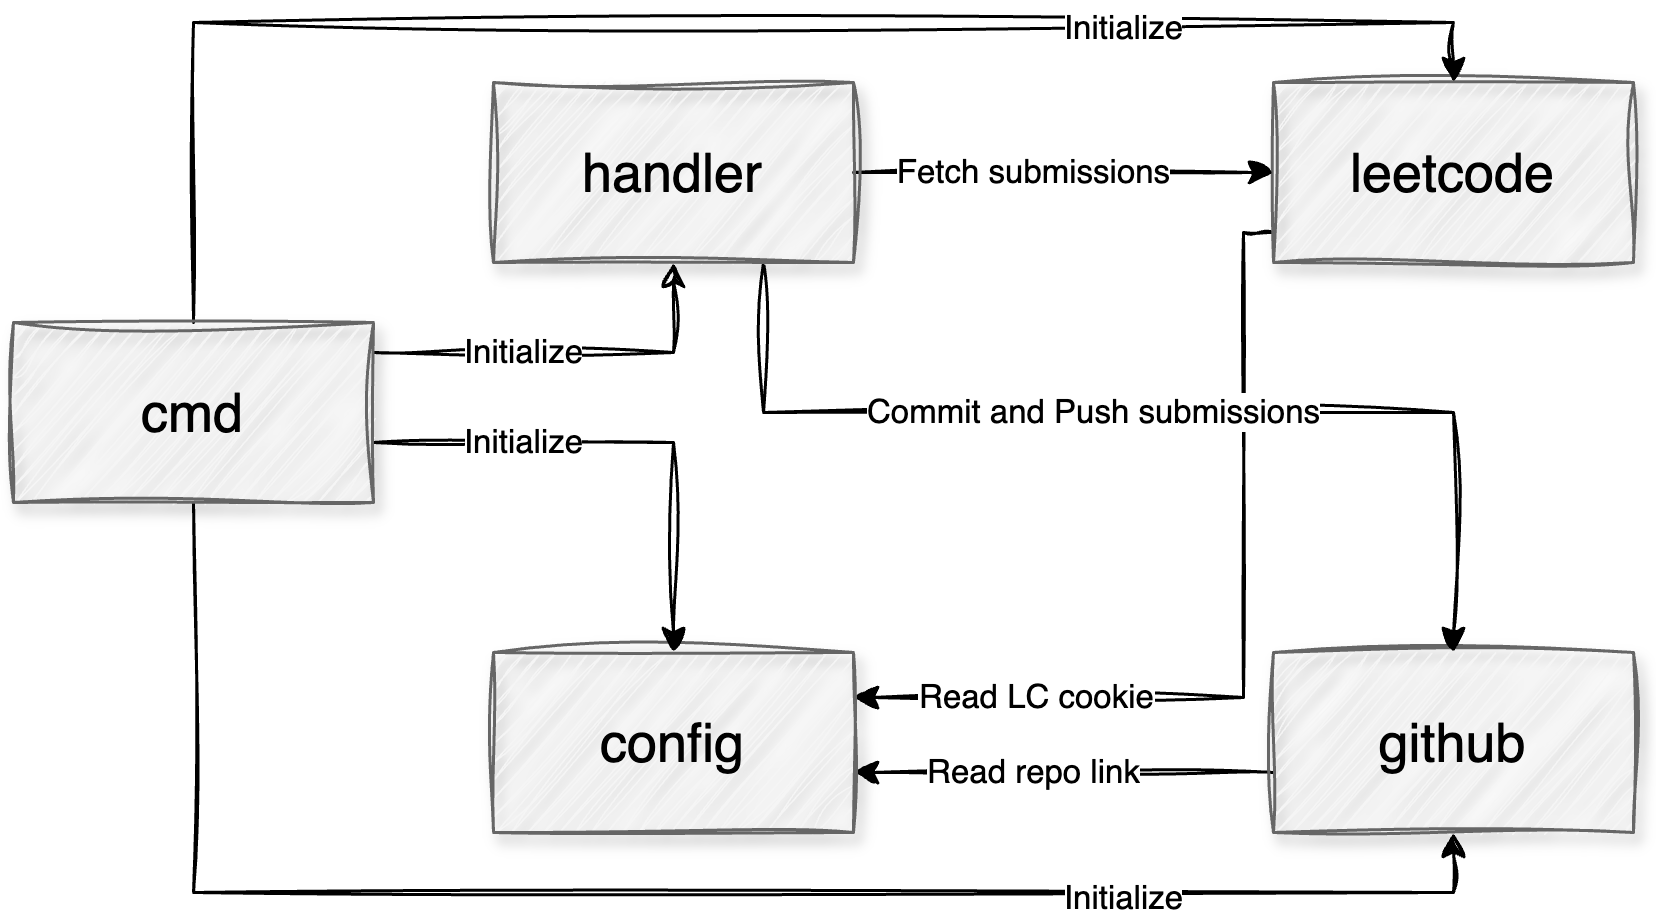 Initialize
handler
Fetch submissions
leetcode
Initialize
cmd
Commit and Push submissions
Initialize
Read LC cookie
config
Read repo link
github
Initialize